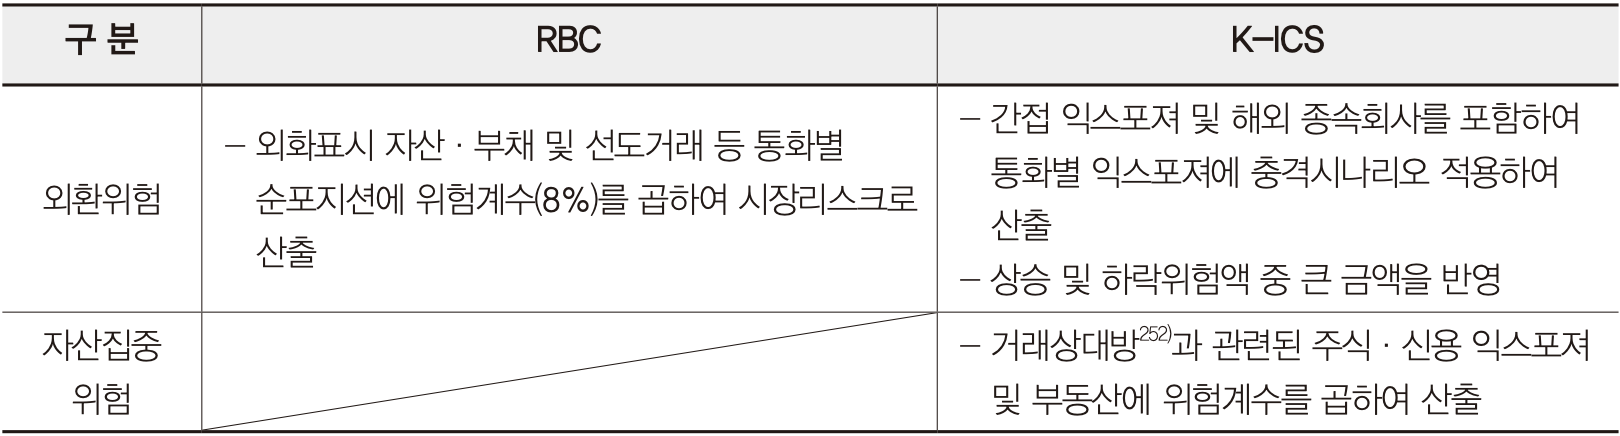 구 분 RBC K-ICS
외환위험
– 외화표시 자산 · 부채 및 선도거래 등 통화별
순포지션에 위험계수(8%)를 곱하여 시장리스크로
산출
– 간접 익스포져 및 해외 종속회사를 포함하여
통화별 익스포져에 충격시나리오 적용하여
산출
– 상승 및 하락위험액 중 큰 금액을 반영
자산집중
위험
– 거래상대방252)과 관련된 주식 · 신용 익스포져
및 부동산에 위험계수를 곱하여 산출